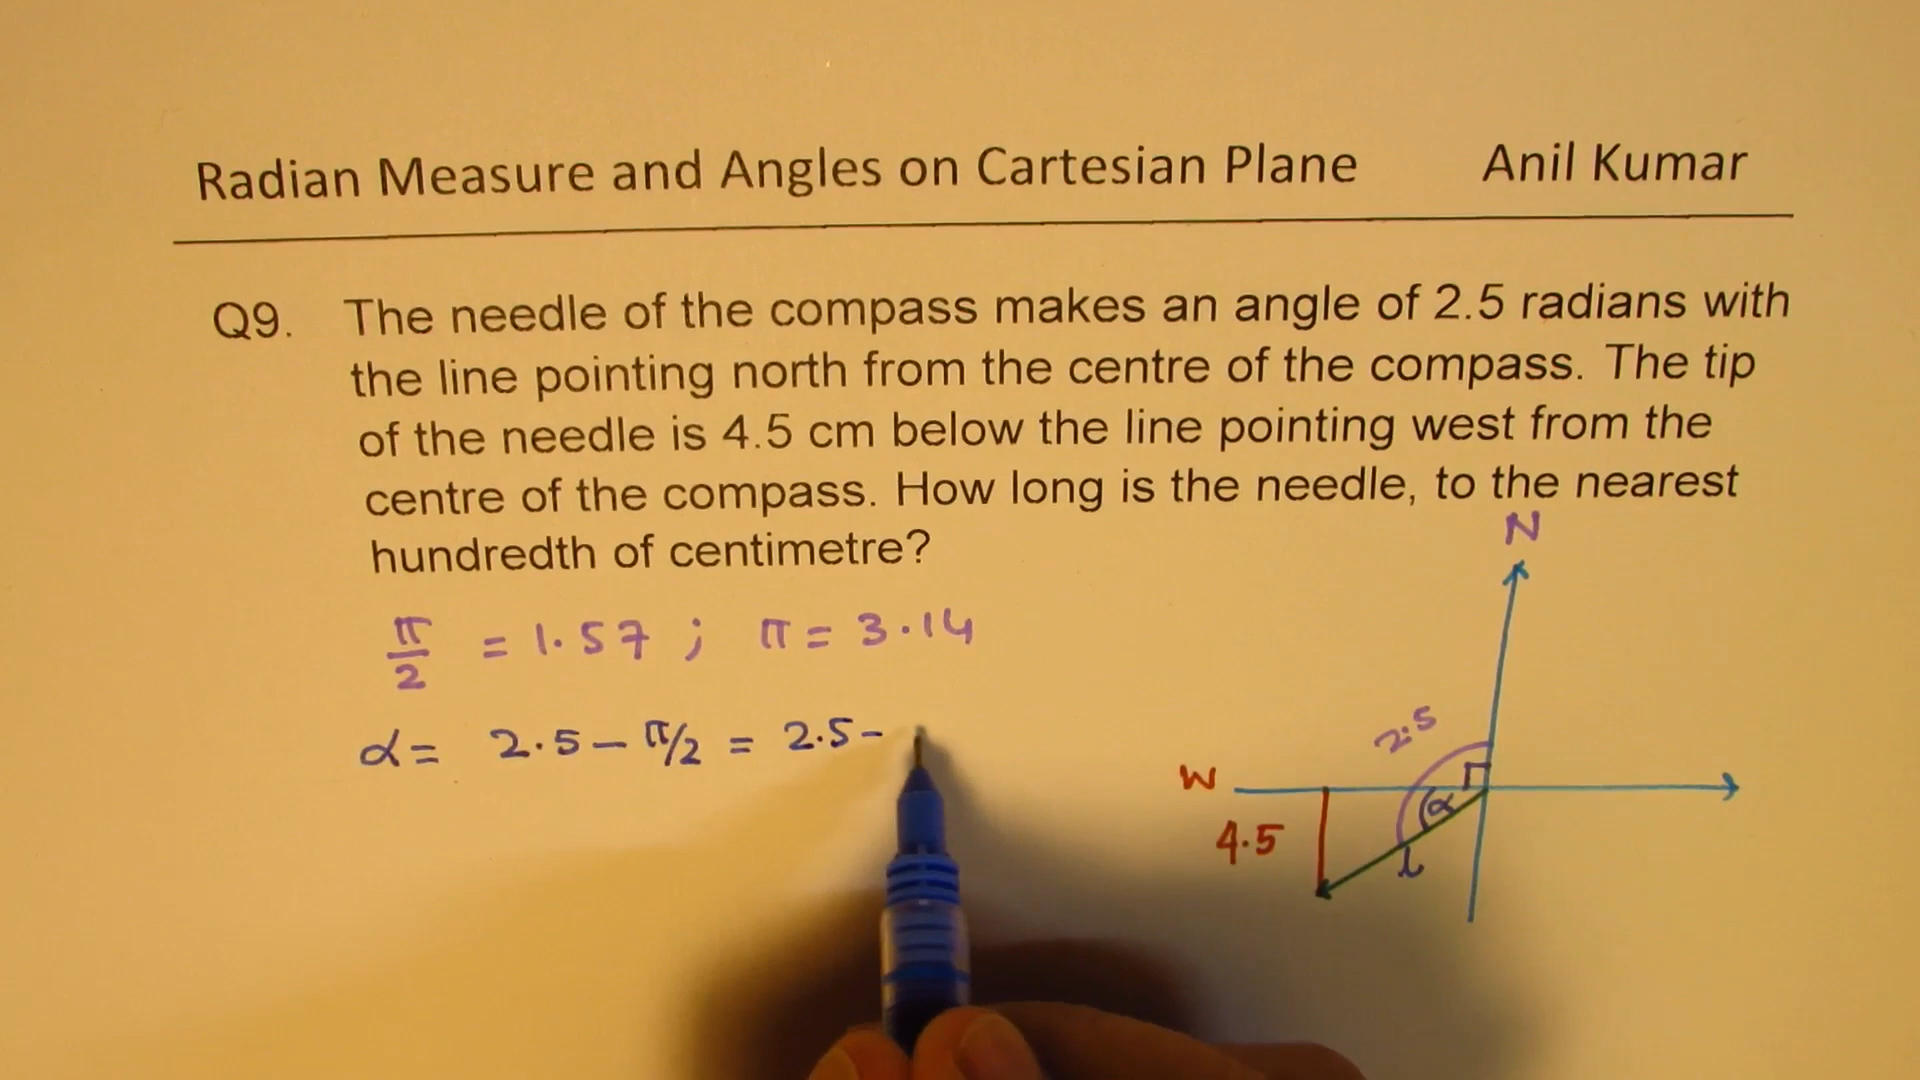 Radian Measure and Angles on Cartesian Plane Anil Kumar
Q9. The needle of the compass makes an angle of 2.5 radians with
the line pointing north from the centre of the compass. The tip
of the needle is 4.5 cm below the line pointing west from the
centre of the compass. How long is the needle, to the nearest
hundredth of centimetre?
N
π/2 = 1.57 ; π = 3.14
α = 2.5 - π/2 = 2.5 -
2.5
W
α
4.5
L